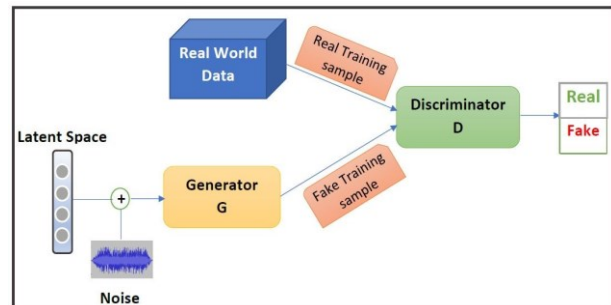 Real World
Data
Real Training
sample
Discriminator
D
Real
Fake
Latent Space
+
Generator
G
Fake Training
sample
Noise